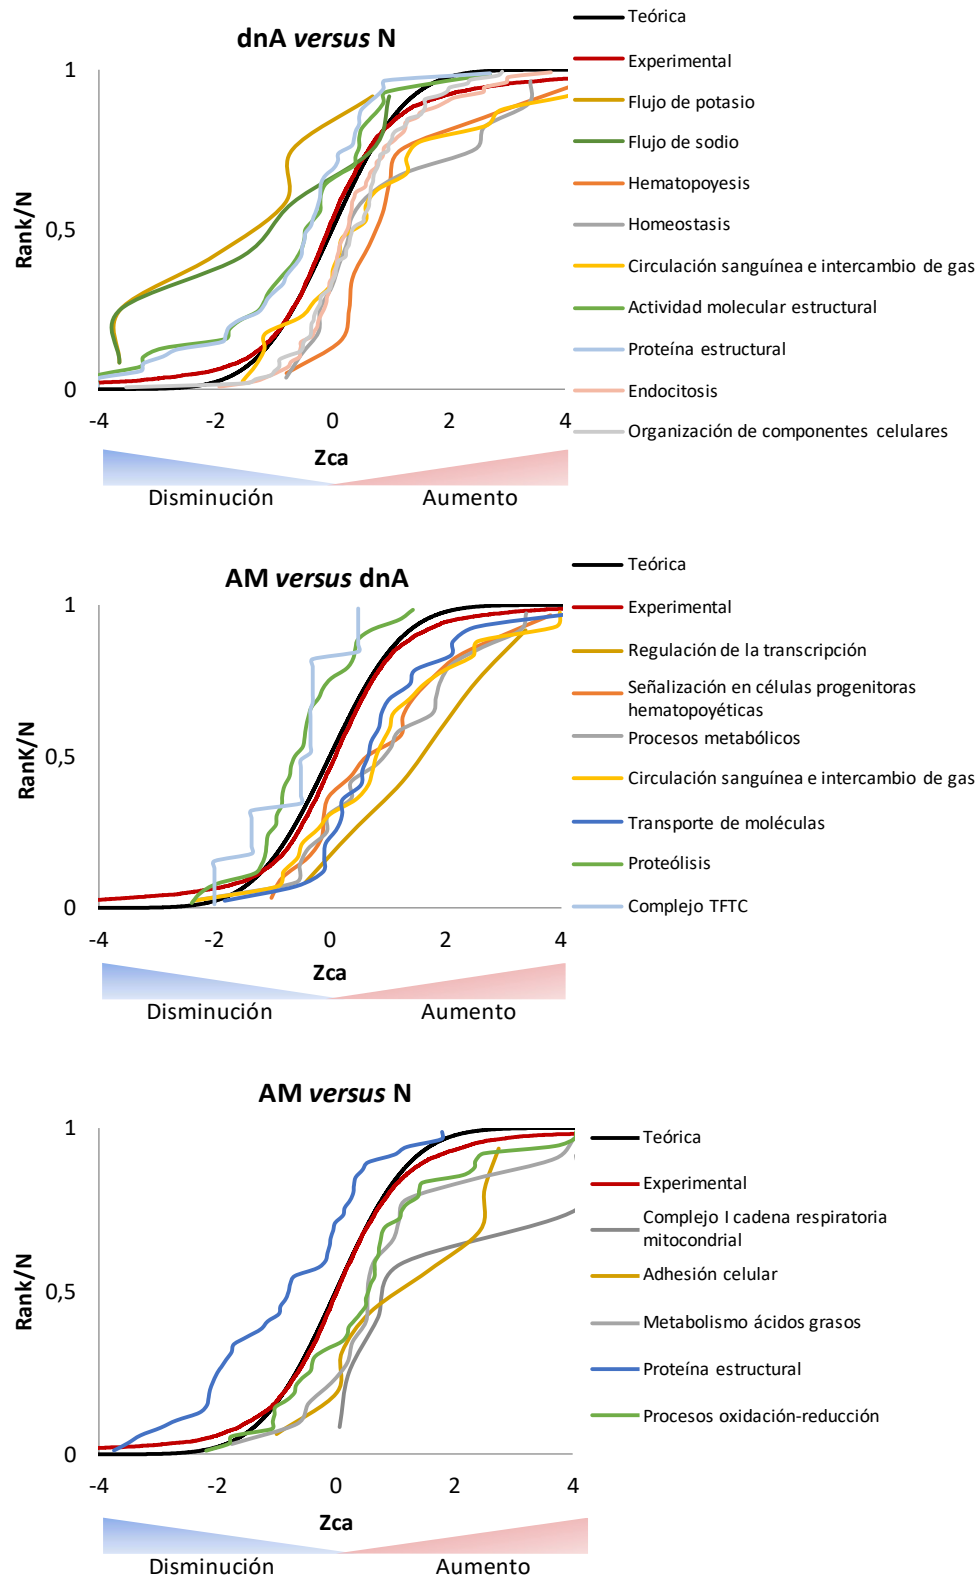 dnA versus N
Rank/N
1
0,5
0
-4 -2 0 2 4
Zca
Disminución Aumento
Teórica
Experimental
Flujo de potasio
Flujo de sodio
Hematopoyesis
Homeostasis
Circulación sanguínea e intercambio de gas
Actividad molecular estructural
Proteína estructural
Endocitosis
Organización de componentes celulares
AM versus dnA
RanK/N
1
0,5
0
-4 -2 0 2 4
Zca
Disminución Aumento
Teórica
Experimental
Regulación de la transcripción
Señalización en células progenitoras
hematopoyéticas
Procesos metabólicos
Circulación sanguínea e intercambio de gas
Transporte de moléculas
Proteólisis
Complejo TFTC
AM versus N
Rank/N
1
0,5
0
-4 -2 0 2 4
Zca
Disminución Aumento
Teórica
Experimental
Complejo I cadena respiratoria
mitocondrial
Adhesión celular
Metabolismo ácidos grasos
Proteína estructural
Procesos oxidación-reducción